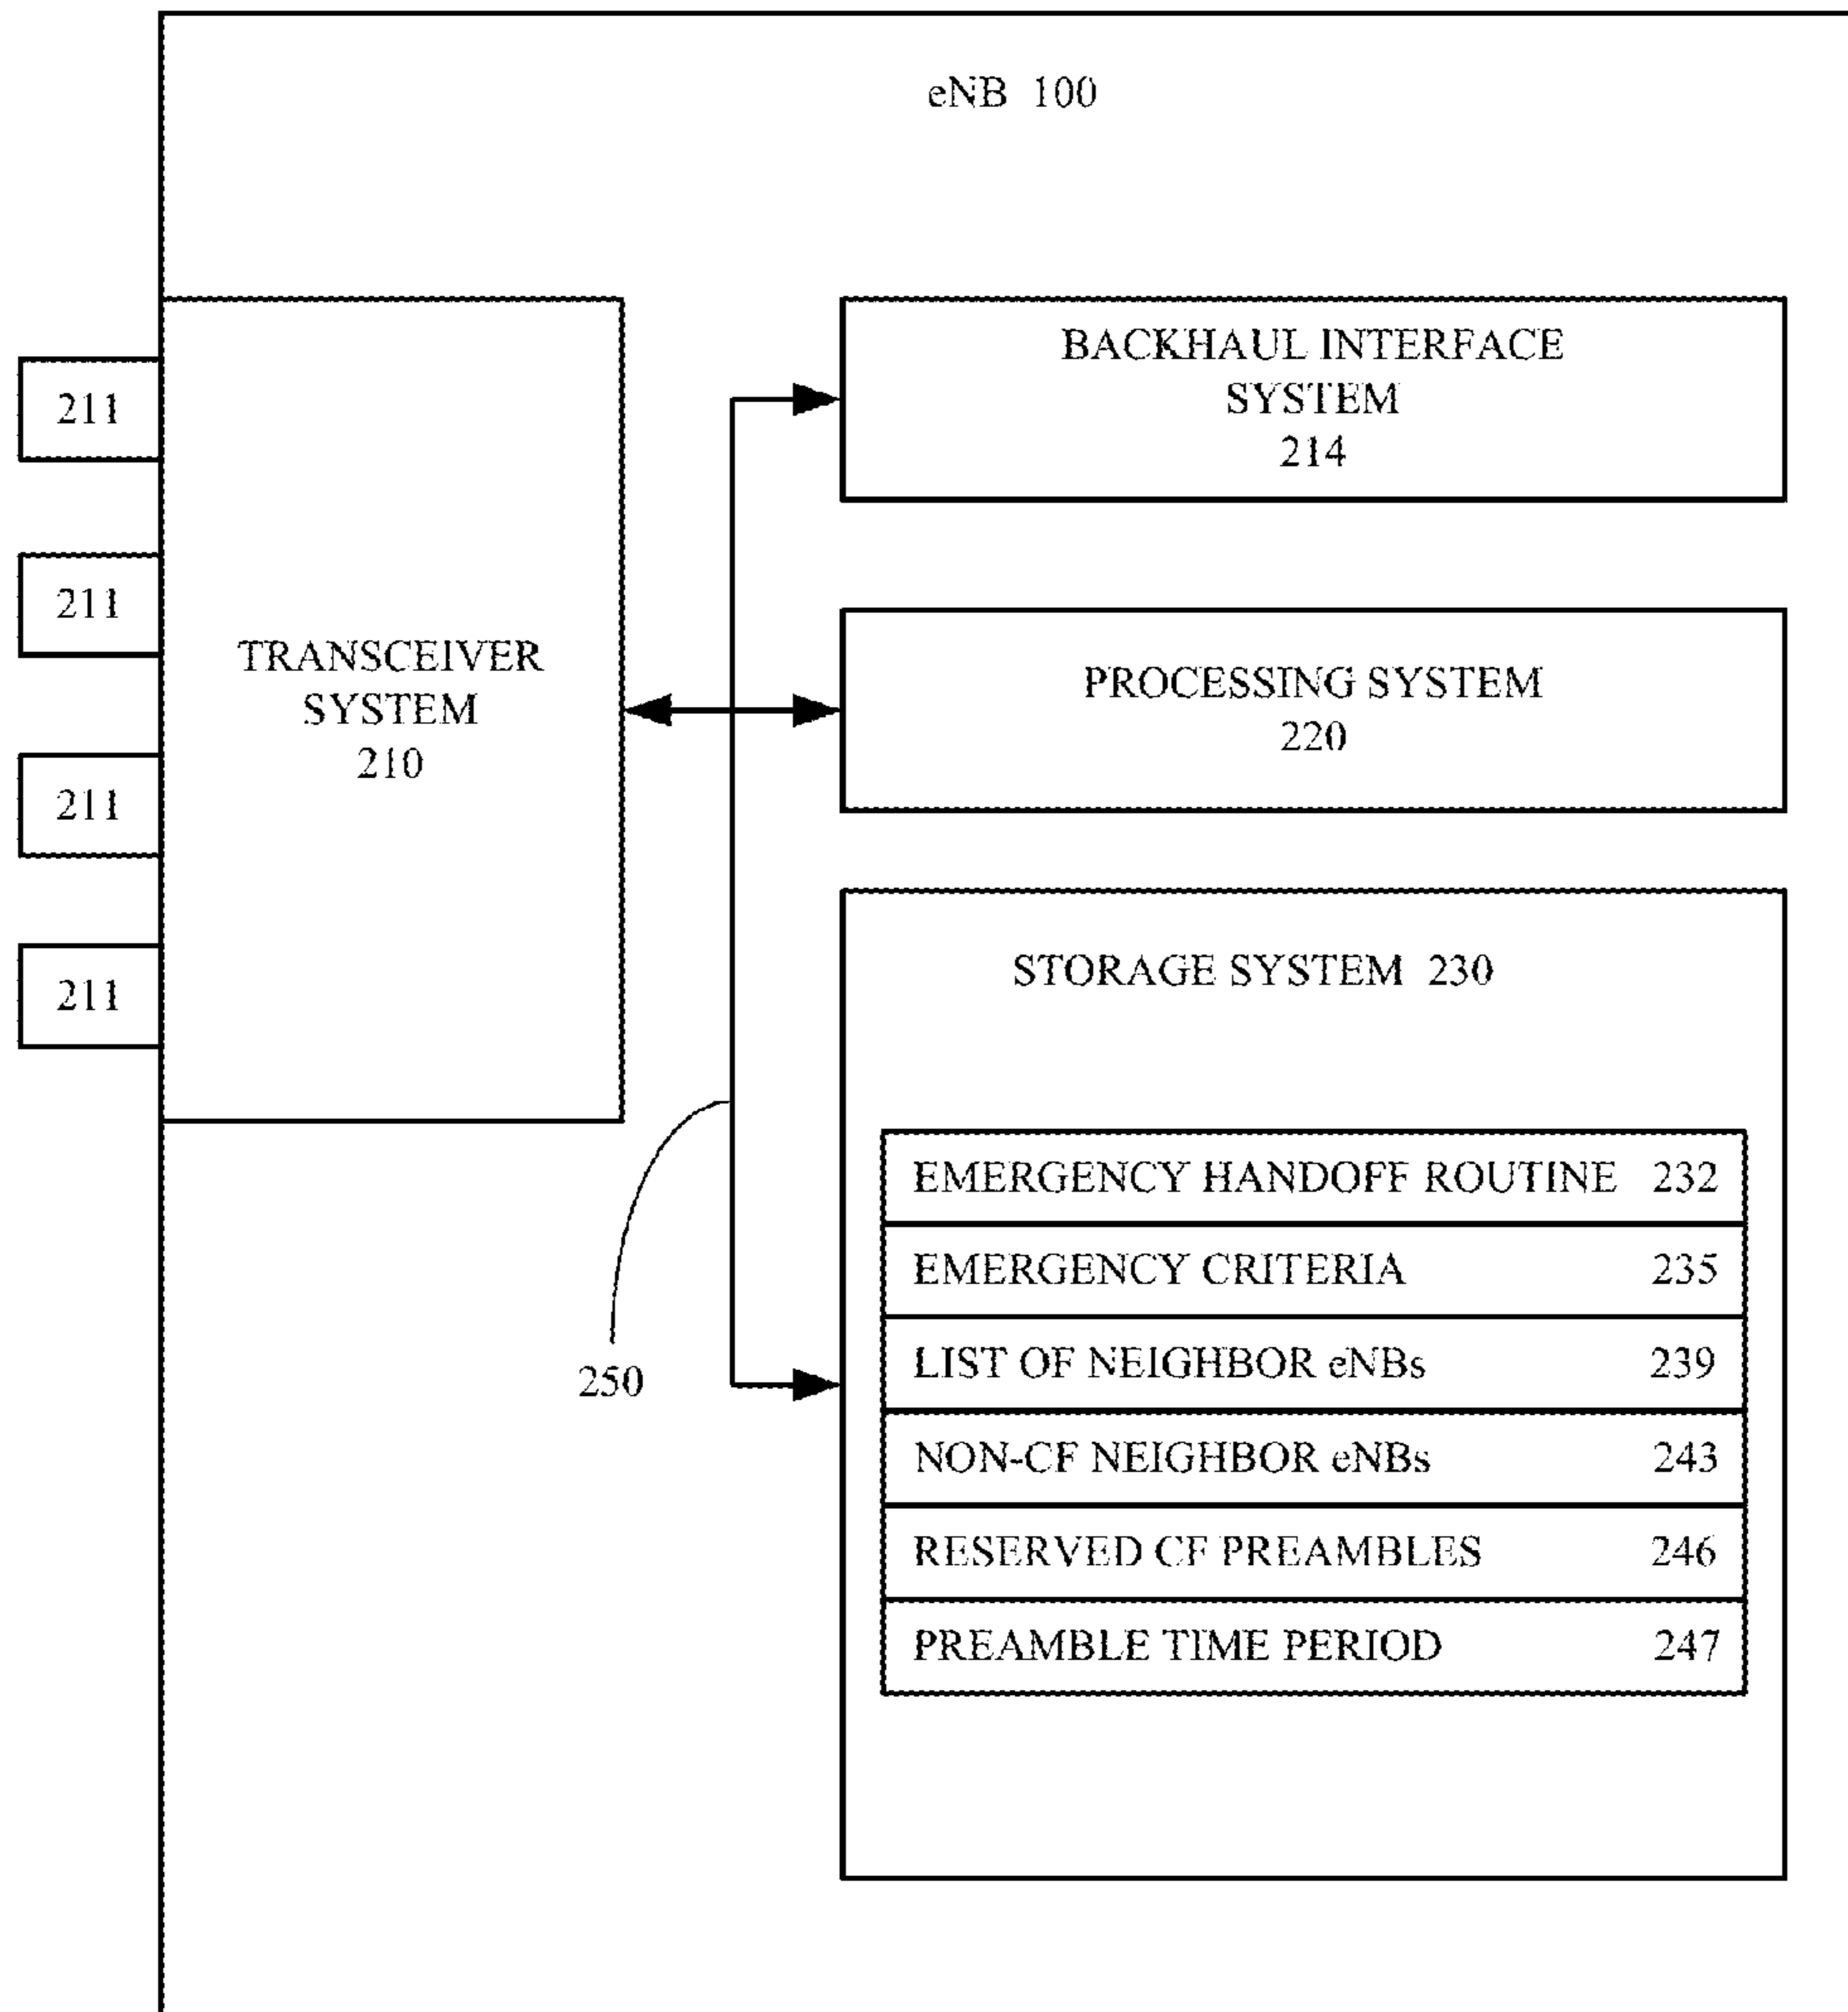 eNB 100
211
211
211
211
TRANSCEIVER
SYSTEM
210
BACKHAUL INTERFACE
SYSTEM
214
PROCESSING SYSTEM
220
250
STORAGE SYSTEM 230
EMERGENCY HANDOFF ROUTINE 232
EMERGENCY CRITERIA 235
LIST OF NEIGHBOR eNBs 239
NON-CF NEIGHBOR eNBs 243
RESERVED CF PREAMBLES 246
PREAMBLE TIME PERIOD 247